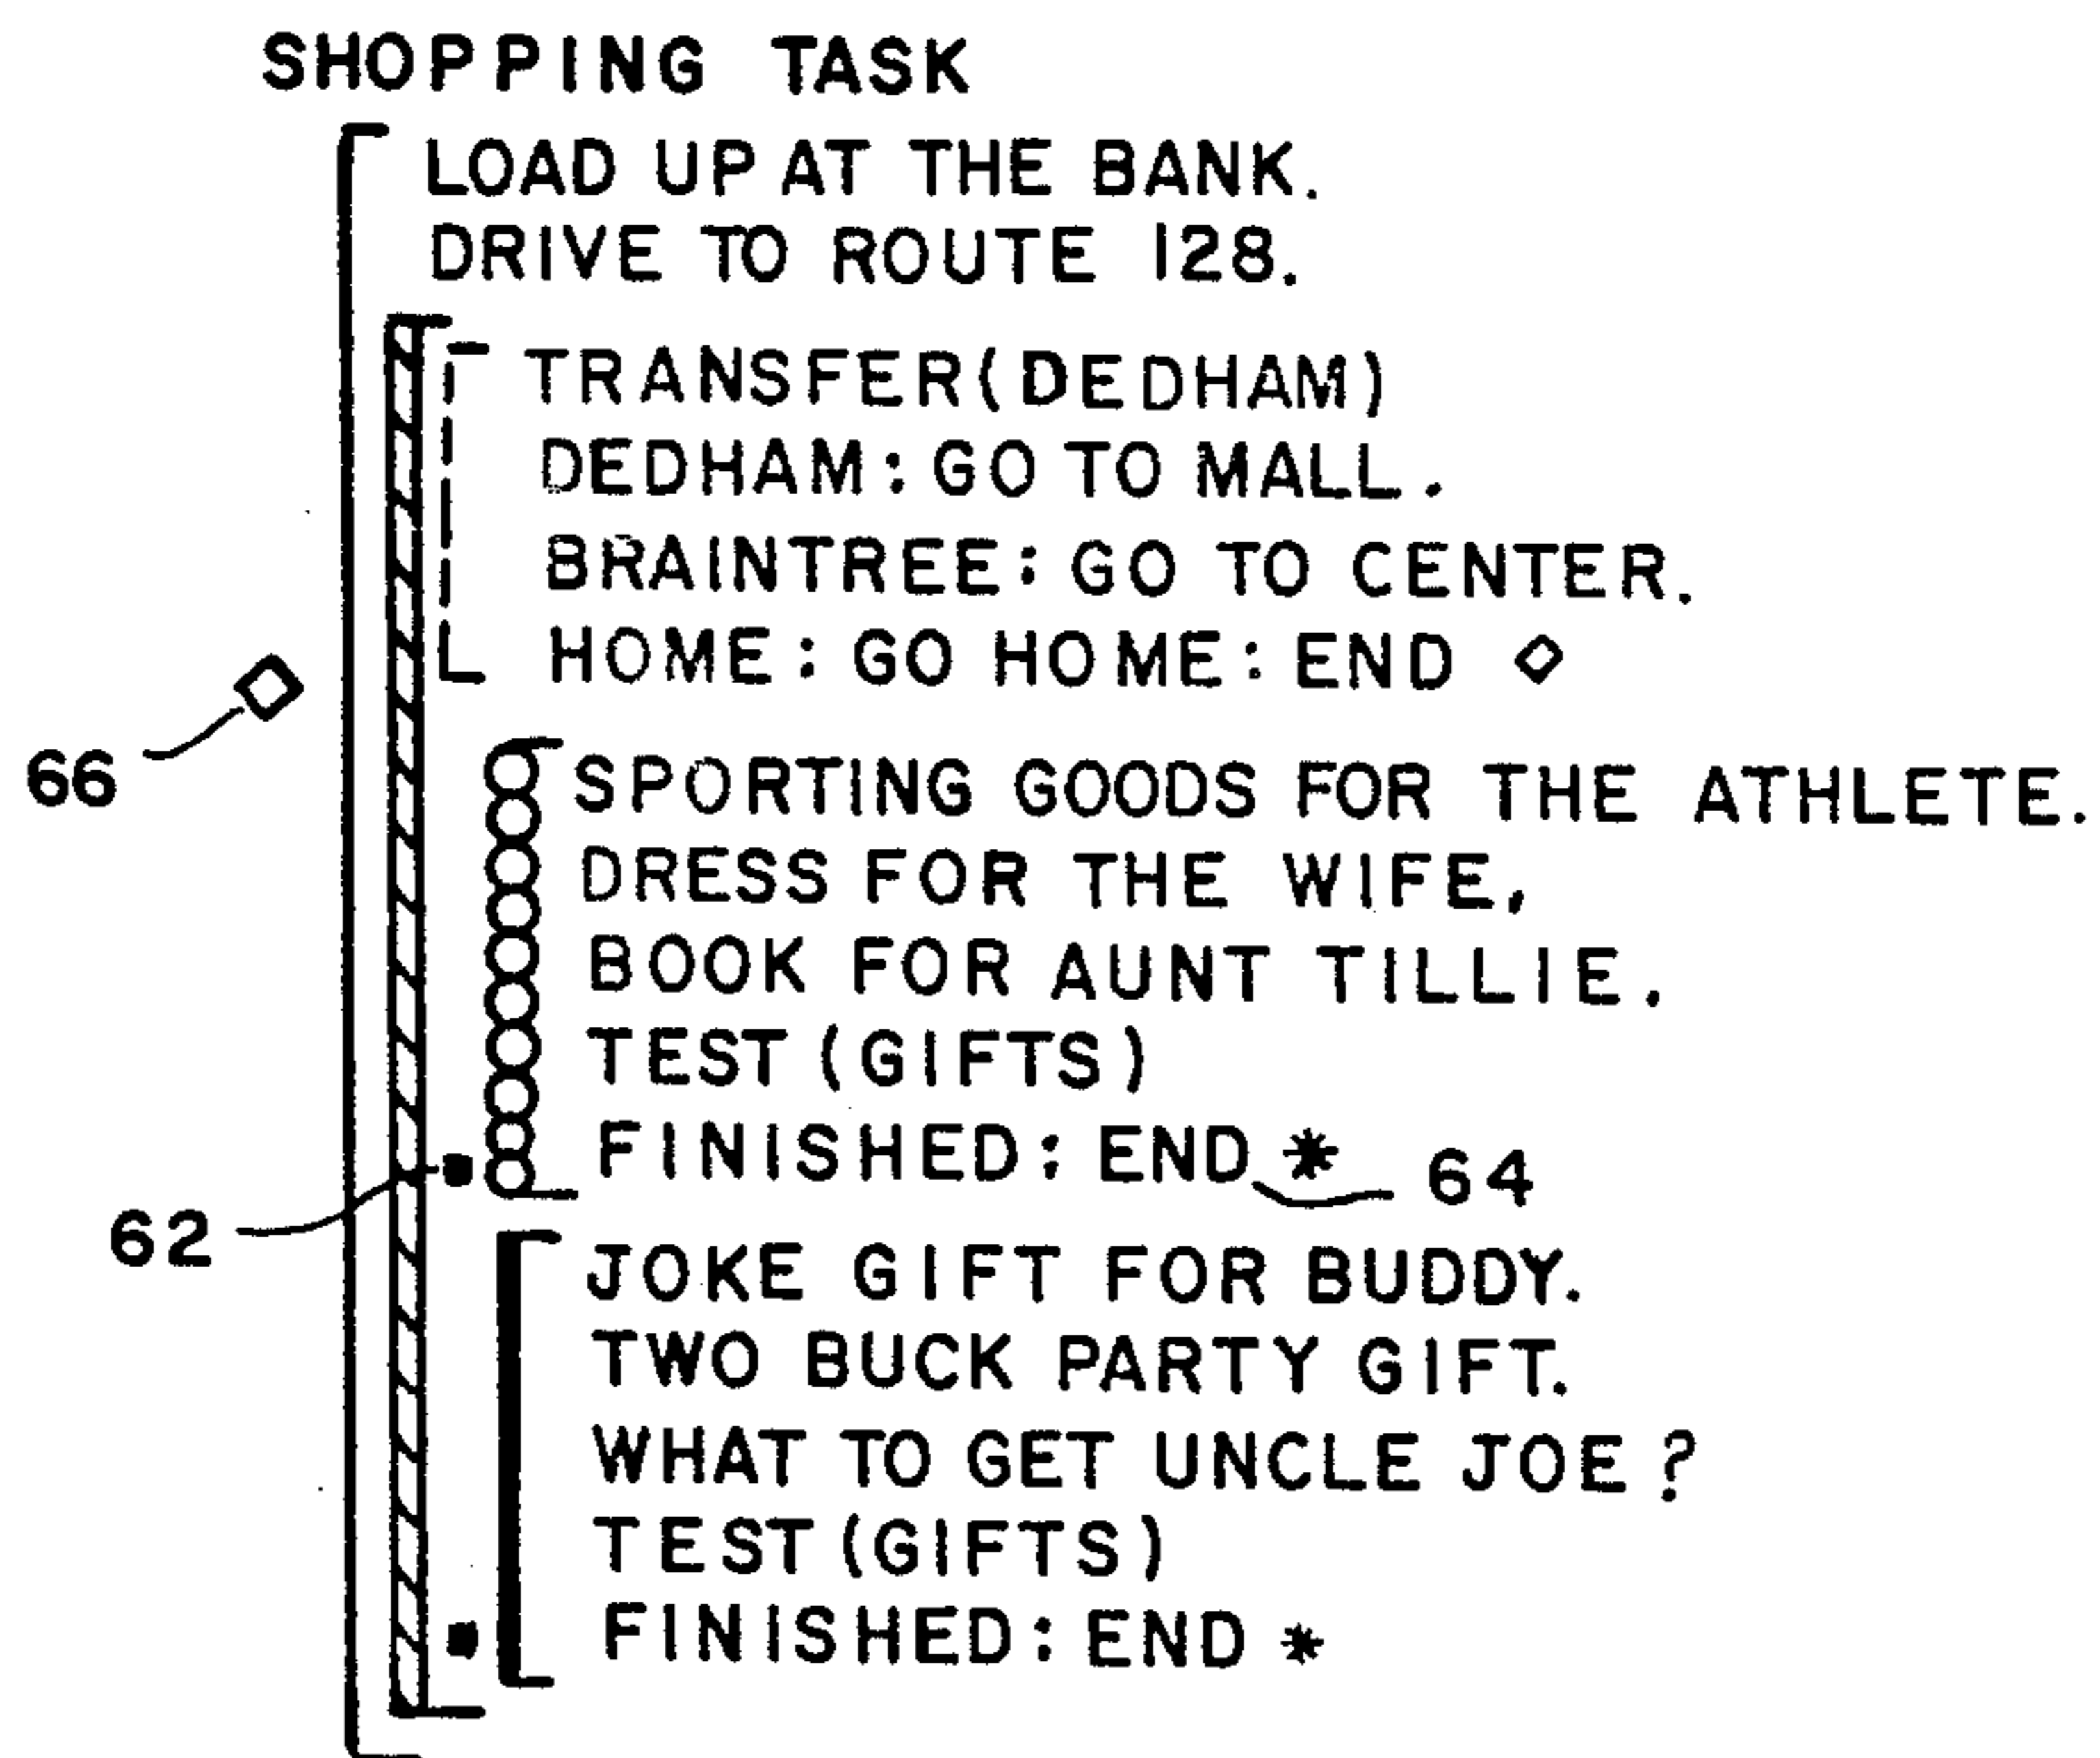 SHOPPING TASK
LOAD UP AT THE BANK.
DRIVE TO ROUTE 128.
TRANSFER(DEDHAM)
DEDHAM: GO TO MALL.
BRAINTREE: GO TO CENTER.
HOME: GO HOME: END ◇
◇
66
SPORTING GOODS FOR THE ATHLETE.
DRESS FOR THE WIFE,
BOOK FOR AUNT TILLIE.
TEST (GIFTS)
FINISHED: END * 64
62
JOKE GIFT FOR BUDDY.
TWO BUCK PARTY GIFT.
WHAT TO GET UNCLE JOE?
TEST (GIFTS)
FINISHED: END *